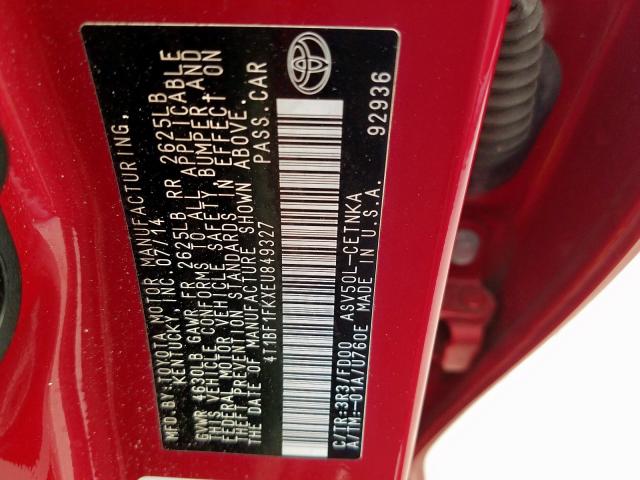 MFD.BY:TOYOTA MOTOR MANUFACTURING,
KENTUCKY, INC. 07/14
GVWR 4630LB GAWR FR 2625LB RR 2625LB
THIS VEHICLE CONFORMS TO ALL APPLICABLE
FEDERAL MOTOR VEHICLE SAFETY BUMPER AND
THEFT PREVENTION STANDARDS IN EFFECT ON
THE DATE OF MANUFACTURE SHOWN ABOVE.
4T1BF1FKXEU849327 PASS. CAR
C/TR:3R3/FD00 ASV50L-CETNKA
A/TM:-01A/U760E MADE IN U.S.A. 92936